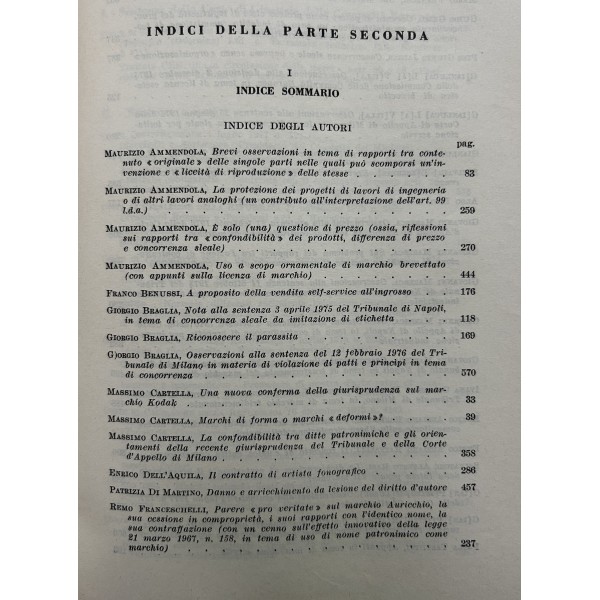 INDICI DELLA PARTE SECONDA
I
INDICE SOMMARIO
INDICE DEGLI AUTORI
pag.
MAURIZIO AMMENDOLA, Brevi osservazioni in tema di rapporti tra conte-
nuto « originale » delle singole parti nelle quali può scomporsi un'in-
venzione e « liceità di riproduzione » delle stesse . . . . . 83
MAURIZIO AMMENDOLA, La protezione dei progetti di lavori di ingegneria
o di altri lavori analoghi (un contributo all'interpretazione dell'art. 99
l.d.a.) . . . . . . . . . . . . 259
MAURIZIO AMMENDOLA, È solo (una) questione di prezzo (ossia, riflessioni
sui rapporti tra « confondibilità » dei prodotti, differenza di prezzo
e concorrenza sleale) . . . . . . . . . 270
MAURIZIO AMMENDOLA, Uso a scopo ornamentale di marchio brevettato
(con appunti sulla licenza di marchio) . . . . . . . 444
FRANCO BENUSSI, A proposito della vendita self-service all'ingrosso . . 176
GIORGIO BRAGLIA, Nota alla sentenza 3 aprile 1975 del Tribunale di Napoli,
in tema di concorrenza sleale da imitazione di etichetta . . . 118
GIORGIO BRAGLIA, Riconoscere il parassita . . . . . . 169
G)ORGIO BRAGLIA, Osservazioni alla sentenza del 12 febbraio 1976 del Tri-
bunale di Milano in materia di violazione di patti e principi in tema
di concorrenza . . . . . . . . . . 570
MASSIMO CARTELLA, Una nuova conferma della giurisprudenza sul mar-
chio Kodak . . . . . . . . . . . 33
MASSIMO CARTELLA, Marchi di forma o marchi « deformi »? . . . 39
MASSIMO CARTELLA, La confondibilità tra ditte patronimiche e gli orien-
tamenti della recente giurisprudenza del Tribunale e della Corte
d'Appello di Milano . . . . . . . . . 358
ENRICO DELL'AQUILA, Il contratto di artista fonografico . . . . 286
PATRIZIA DI MARTINO, Danno e arricchimento da lesione del diritto d'autore 457
REMO FRANCESCHELLI, Parere « pro veritate » sul marchio Auricchio, la
sua cessione in comproprietà, i suoi rapporti con l'identico nome, la
sua contraffazione (con un cenno sull'effetto innovativo della legge
21 marzo 1967, n. 158, in tema di uso di nome patronimico come
marchio) . . . . . . . . . . . 237